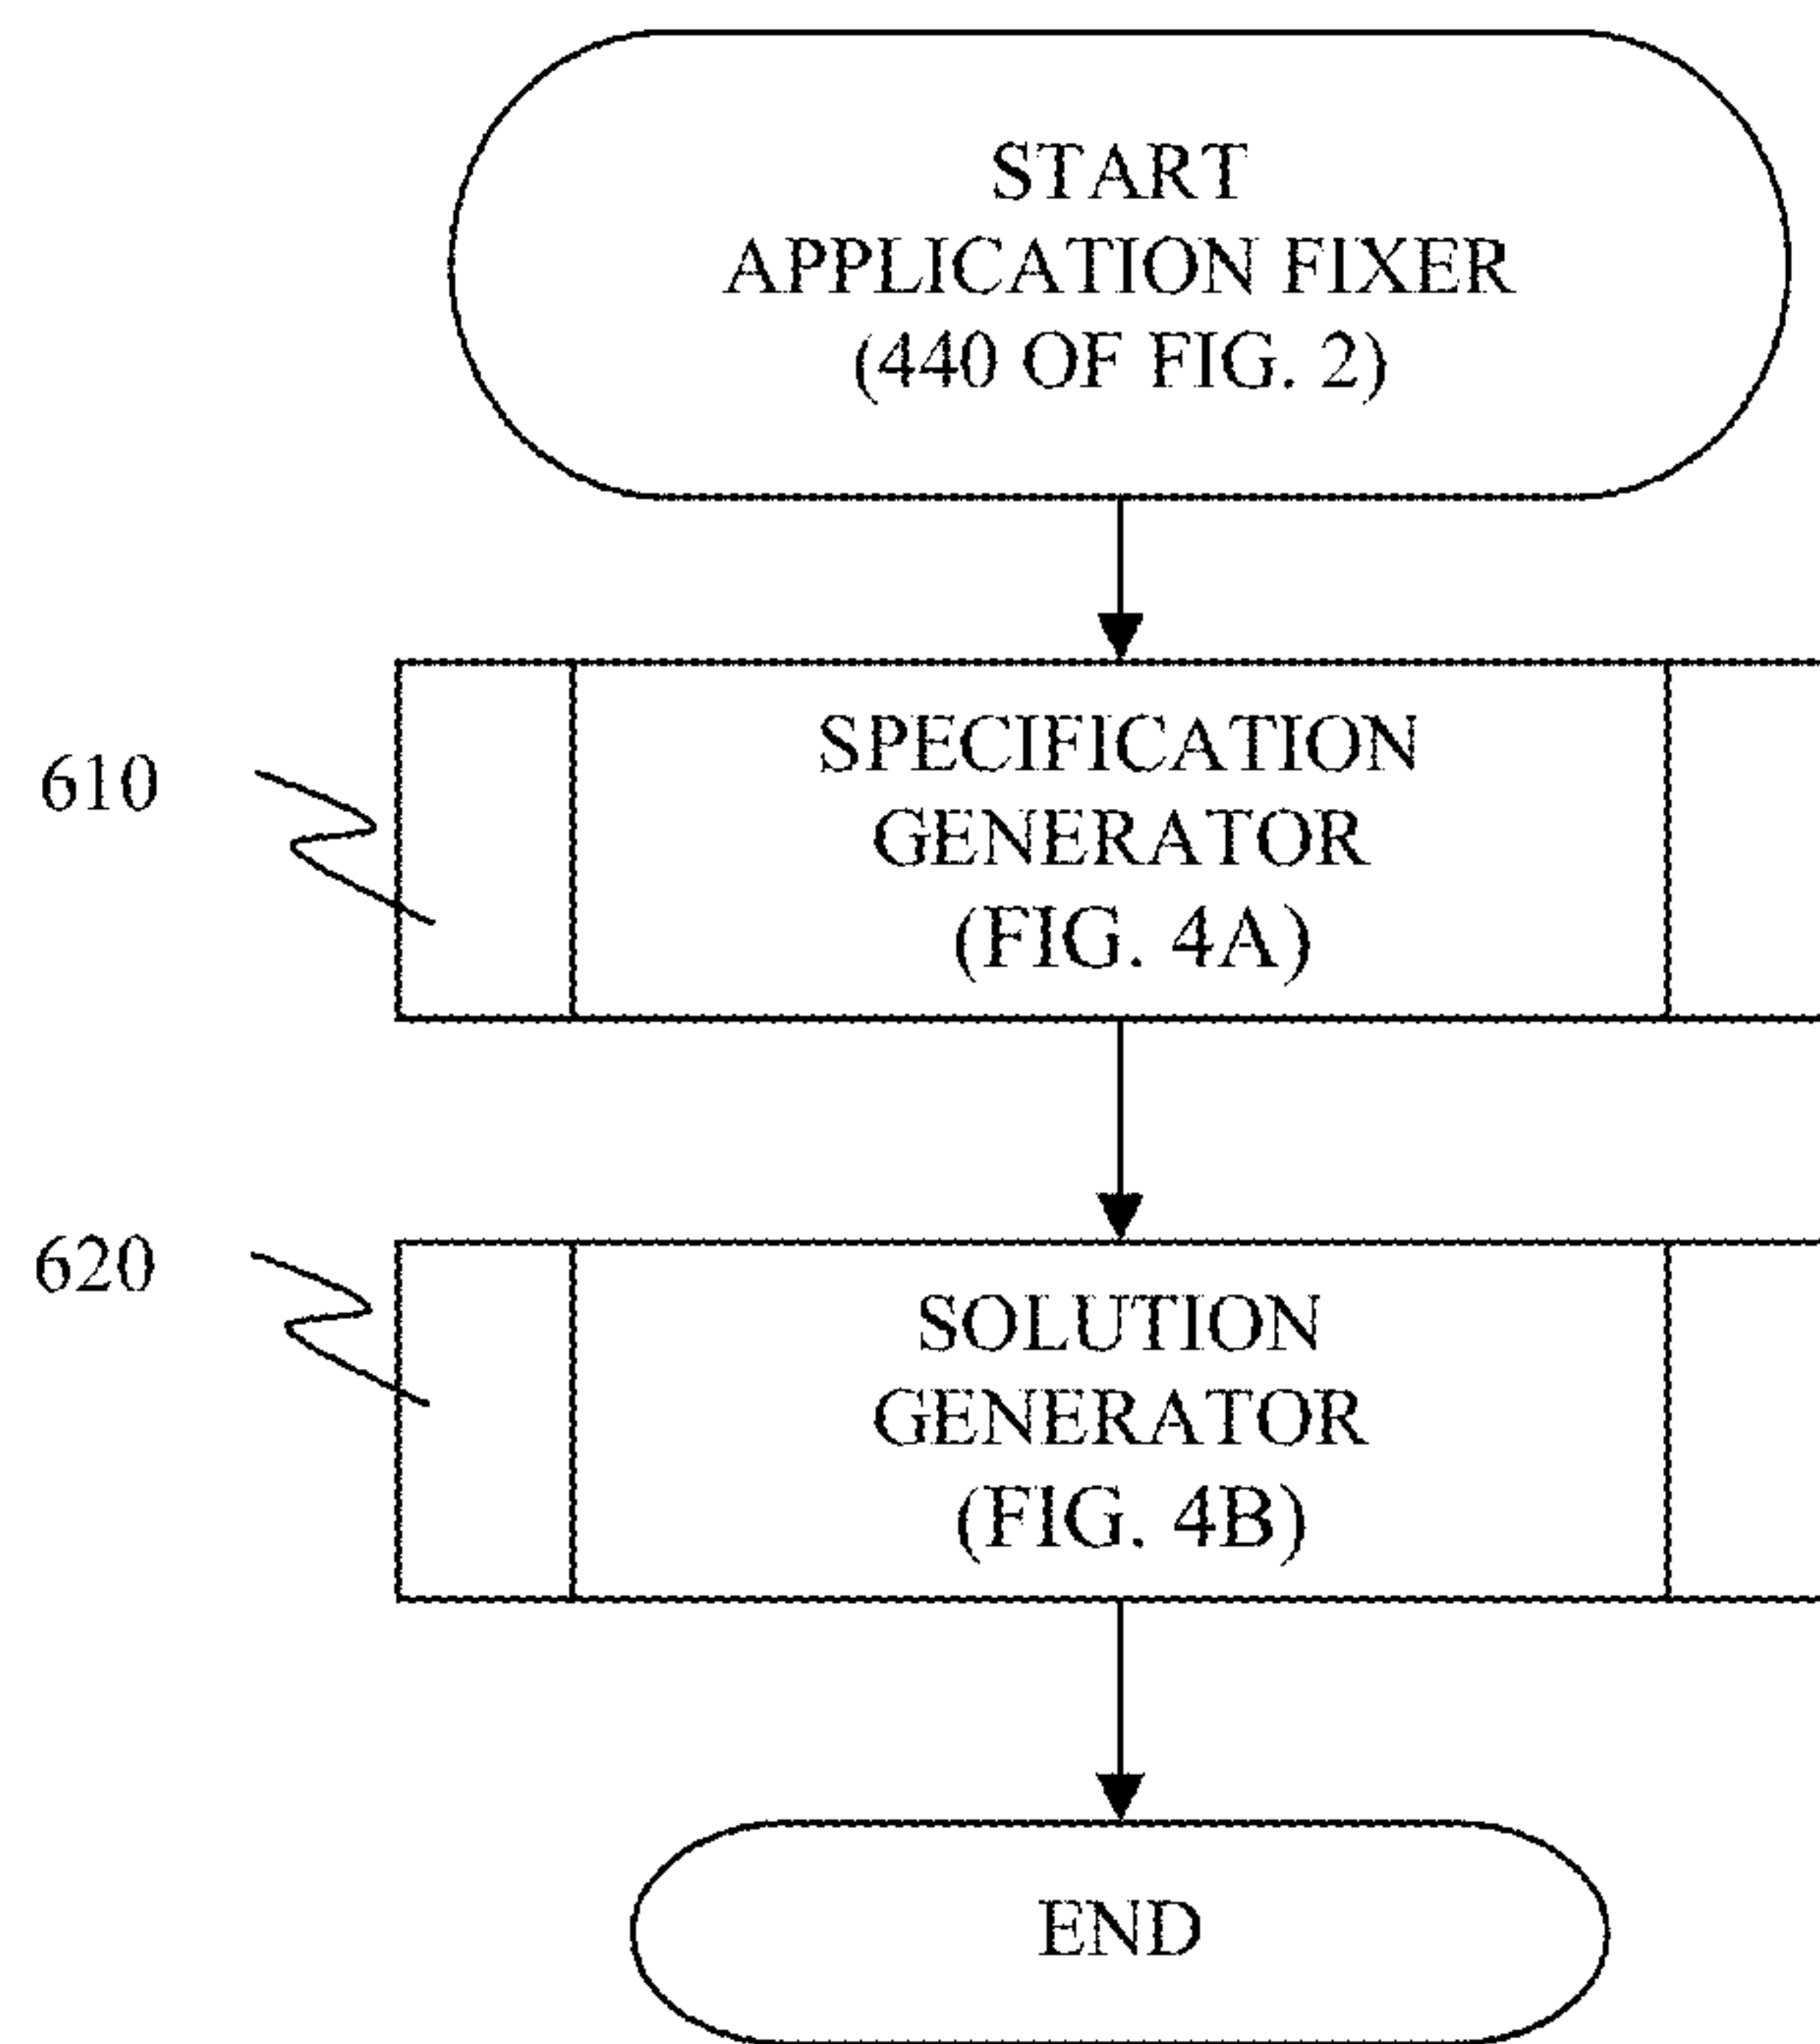 START
APPLICATION FIXER
(440 OF FIG. 2)
610
SPECIFICATION
GENERATOR
(FIG. 4A)
620
SOLUTION
GENERATOR
(FIG. 4B)
END